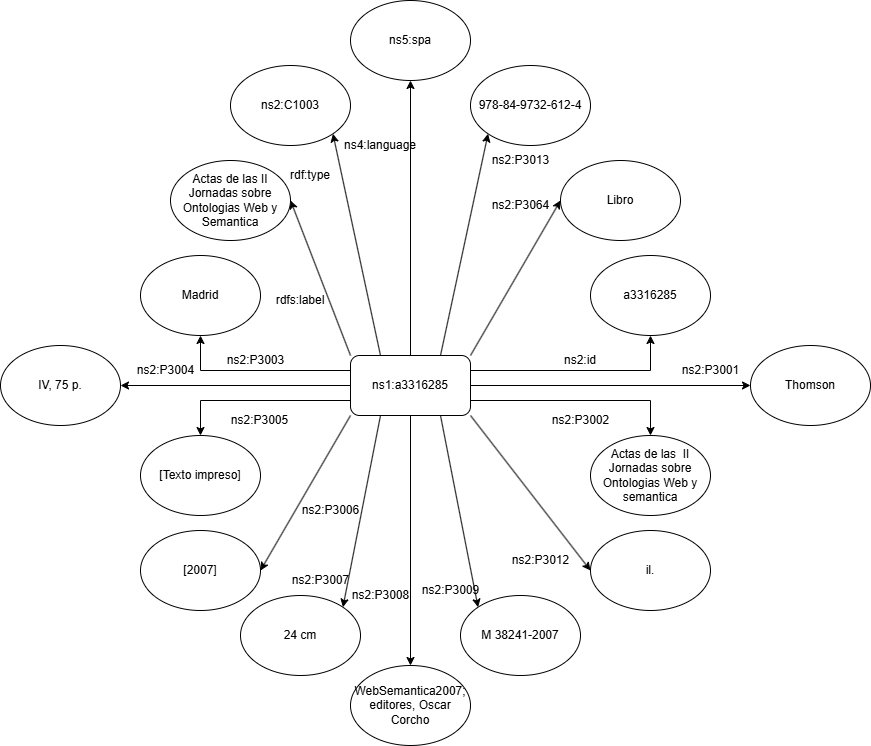 ns5:spa
ns2:C1003
978-84-9732-612-4
ns4:language
ns2:P3013
rdf:type
Actas de las II
Jornadas sobre
Ontologias Web y
Semantica
ns2:P3064
Libro
rdfs:label
Madrid
a3316285
ns2:P3003
ns2:id
ns2:P3004
ns2:P3001
IV, 75 p.
ns1:a3316285
Thomson
ns2:P3005
ns2:P3002
[Texto impreso]
Actas de las  II
Jornadas sobre
Ontologias Web y
semantica
ns2:P3006
ns2:P3012
[2007]
il.
ns2:P3007
ns2:P3008
ns2:P3009
24 cm
M 38241-2007
WebSemantica2007;
editores, Oscar
Corcho